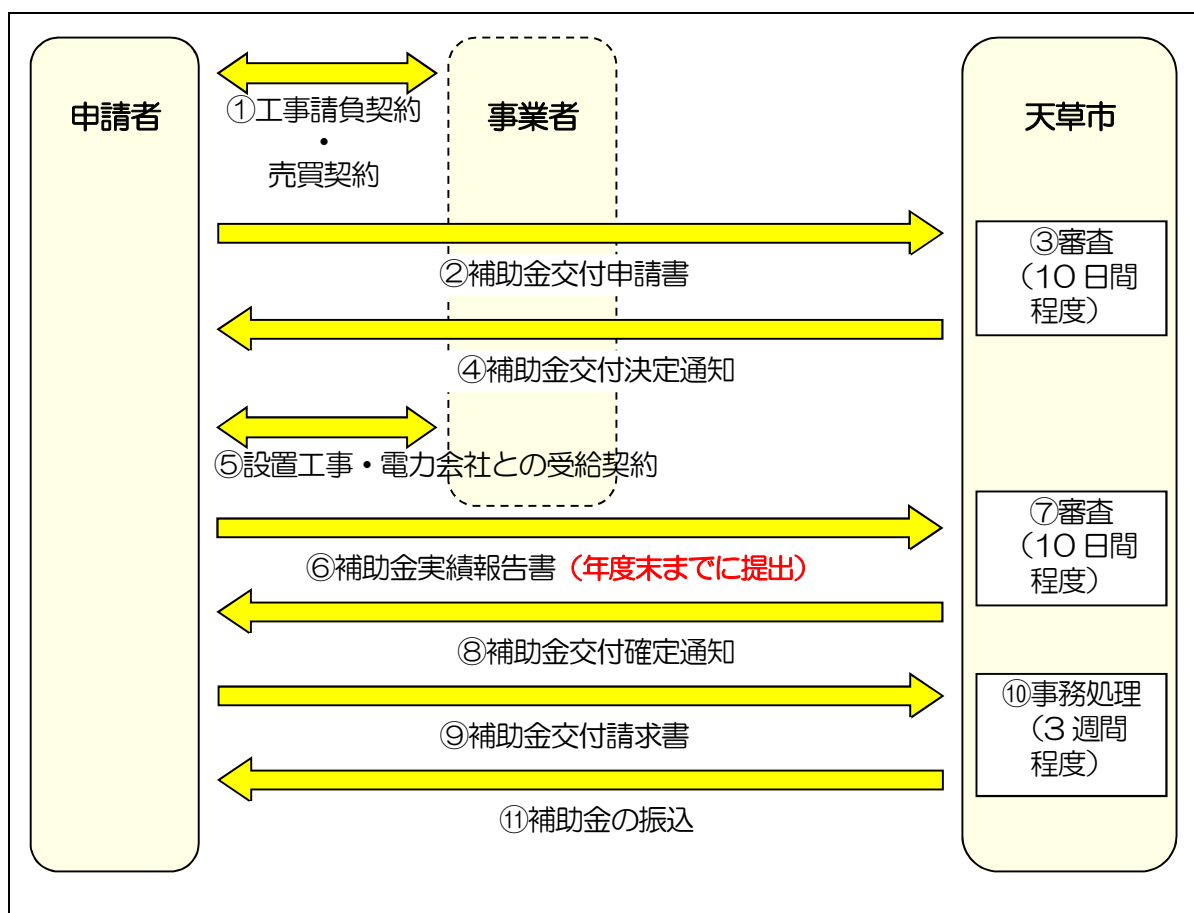 申請者
事業者
天草市
①工事請負契約
・
売買契約
②補助金交付申請書
③審査
（10 日間
程度）
④補助金交付決定通知
⑤設置工事・電力会社との受給契約
⑥補助金実績報告書（年度末までに提出）
⑦審査
（10 日間
程度）
⑧補助金交付確定通知
⑨補助金交付請求書
⑩事務処理
（3 週間
程度）
⑪補助金の振込